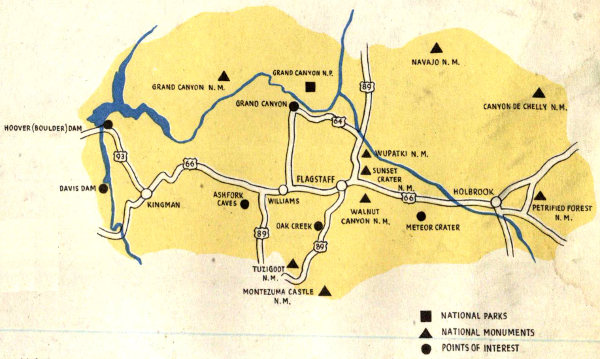 NAVAJO N. M.
89
GRAND CANYON N.P.
GRAND CANYON N. M.
CANYON DE CHELLY N. M.
GRAND CANYON
64
HOOVER (BOULDER) DAM
93
66
WUPATKI N. M.
SUNSET
CRATER
N. M.
FLAGSTAFF
DAVIS DAM
KINGMAN
ASHFORK
CAVES
WILLIAMS
66
HOLBROOK
PETRIFIED FOREST
N. M.
WALNUT
CANYON N. M.
METEOR CRATER
OAK CREEK
89
89
TUZIGOOT
N. M.
MONTEZUMA CASTLE
N. M.
NATIONAL PARKS
NATIONAL MONUMENTS
POINTS OF INTEREST